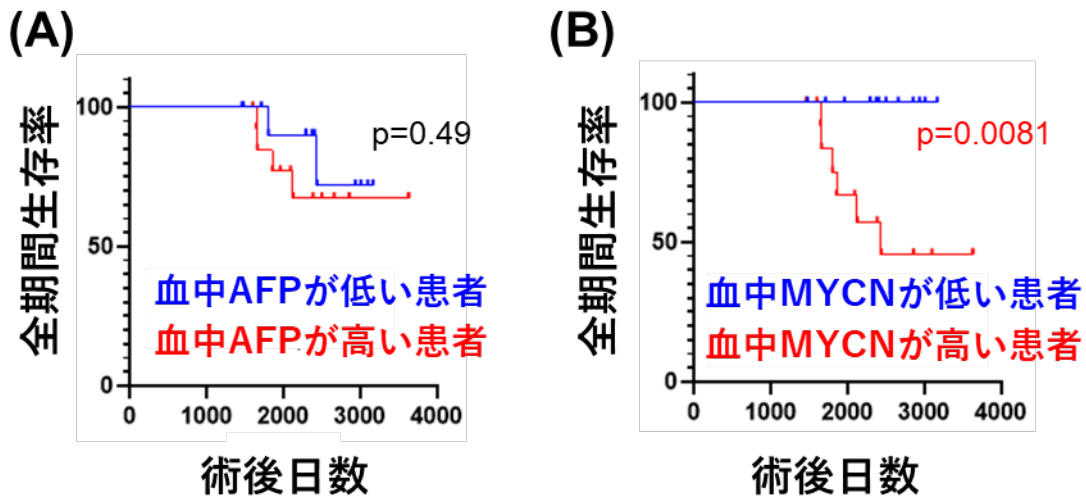 (A)
全期間生存率
100
50
0
p=0.49
血中AFPが低い患者
血中AFPが高い患者
0 1000 2000 3000 4000
術後日数
(B)
全期間生存率
100
50
0
p=0.0081
血中MYCNが低い患者
血中MYCNが高い患者
0 1000 2000 3000 4000
術後日数